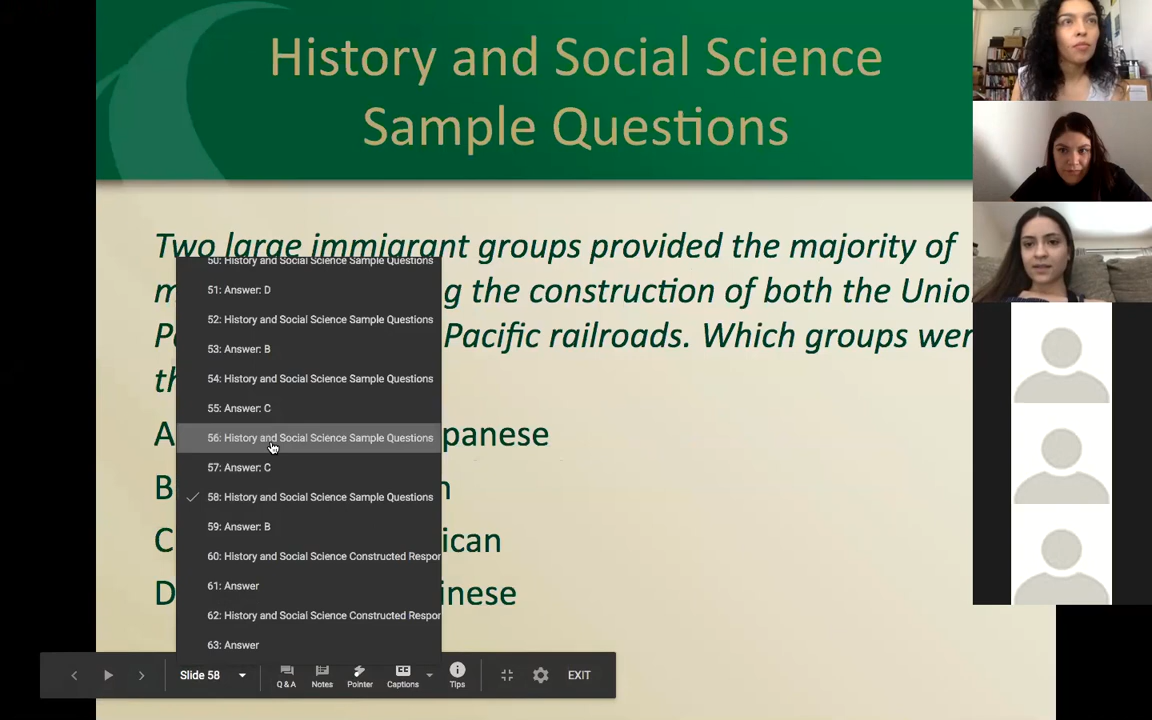 History and Social Science
Sample Questions
Two large immigrant groups provided the majority of
m g the construction of both the Unio
P Pacific railroads. Which groups wer
th
A panese
B n
C ican
D inese
50: History and Social Science Sample Questions
51: Answer: D
52: History and Social Science Sample Questions
53: Answer: B
54: History and Social Science Sample Questions
55: Answer: C
56: History and Social Science Sample Questions
57: Answer: C
58: History and Social Science Sample Questions
59: Answer: B
60: History and Social Science Constructed Respor
61: Answer
62: History and Social Science Constructed Respor
63: Answer
Slide 58
Q & A
Notes
Pointer
CC
Captions
Tips
EXIT